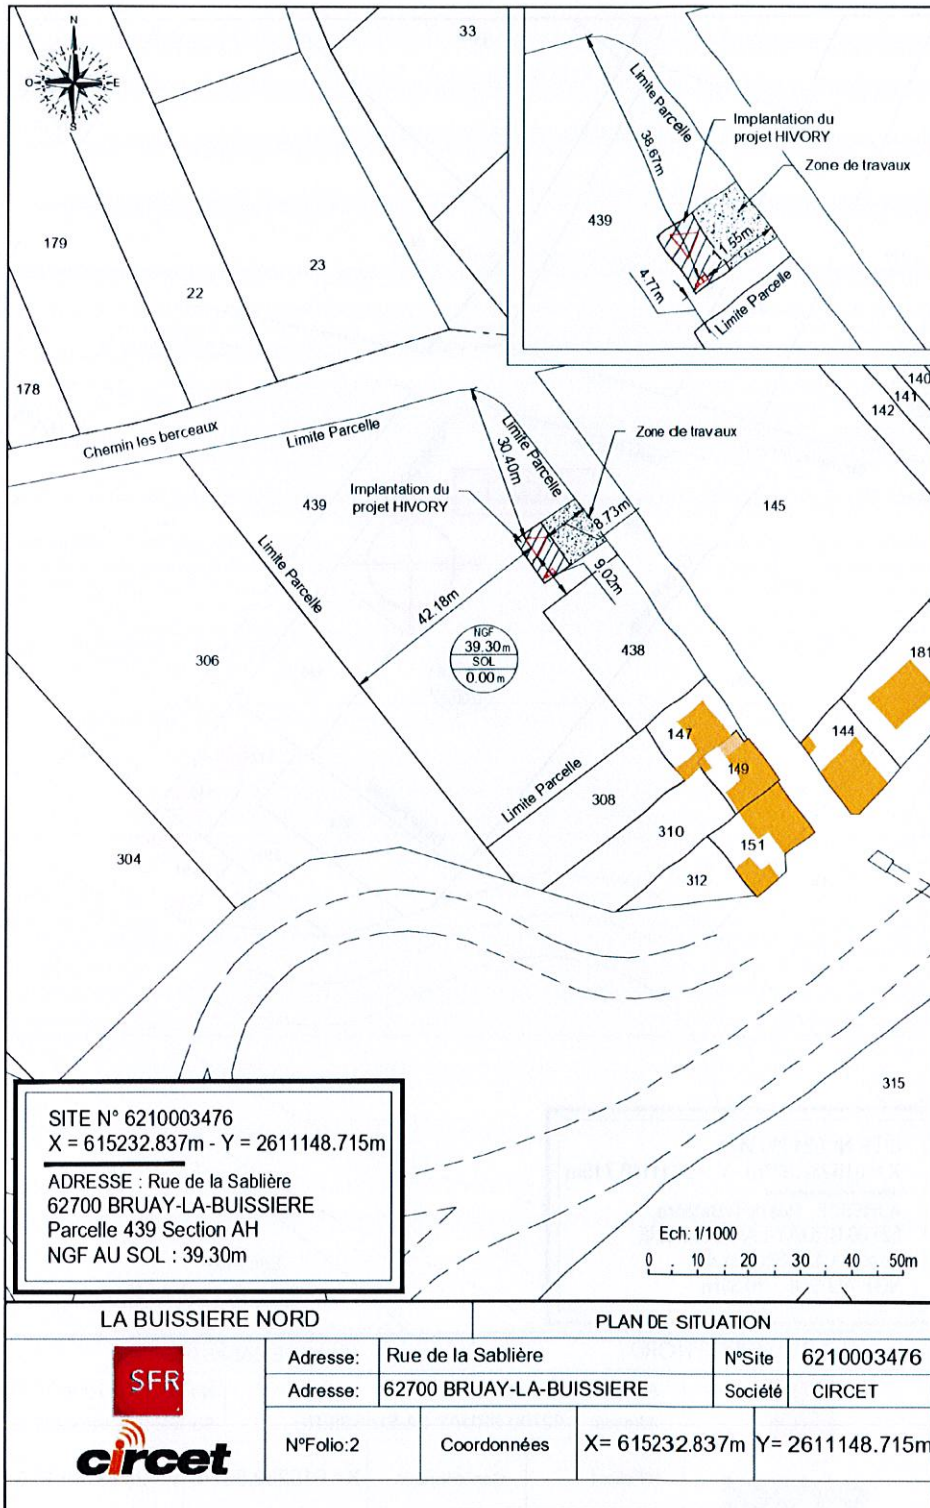 N
O
E
S
33
179
22
23
178
Limite Parcelle
38.67m
Implantation du
projet HIVORY
Zone de travaux
439
1.55m
4.77m
Limite Parcelle
140
141
142
Chemin les berceaux
Limite Parcelle
Limite Parcelle
30.40m
Zone de travaux
Implantation du
projet HIVORY
439
145
8.73m
9.02m
Limite Parcelle
42.18m
NGF
39.30m
SOL
0.00 m
306
438
181
147
144
149
Limite Parcelle
308
310
151
304
312
315
SITE N° 6210003476
X = 615232.837m - Y = 2611148.715m
ADRESSE : Rue de la Sablière
62700 BRUAY-LA-BUISSIERE
Parcelle 439 Section AH
NGF AU SOL : 39.30m
Ech: 1/1000
0 10 20 30 40 50m
LA BUISSIERE NORD
PLAN DE SITUATION
SFR
circet
Adresse: Rue de la Sablière
N°Site 6210003476
Adresse: 62700 BRUAY-LA-BUISSIERE
Société CIRCET
N°Folio:2
Coordonnées
X= 615232.837m
Y= 2611148.715m